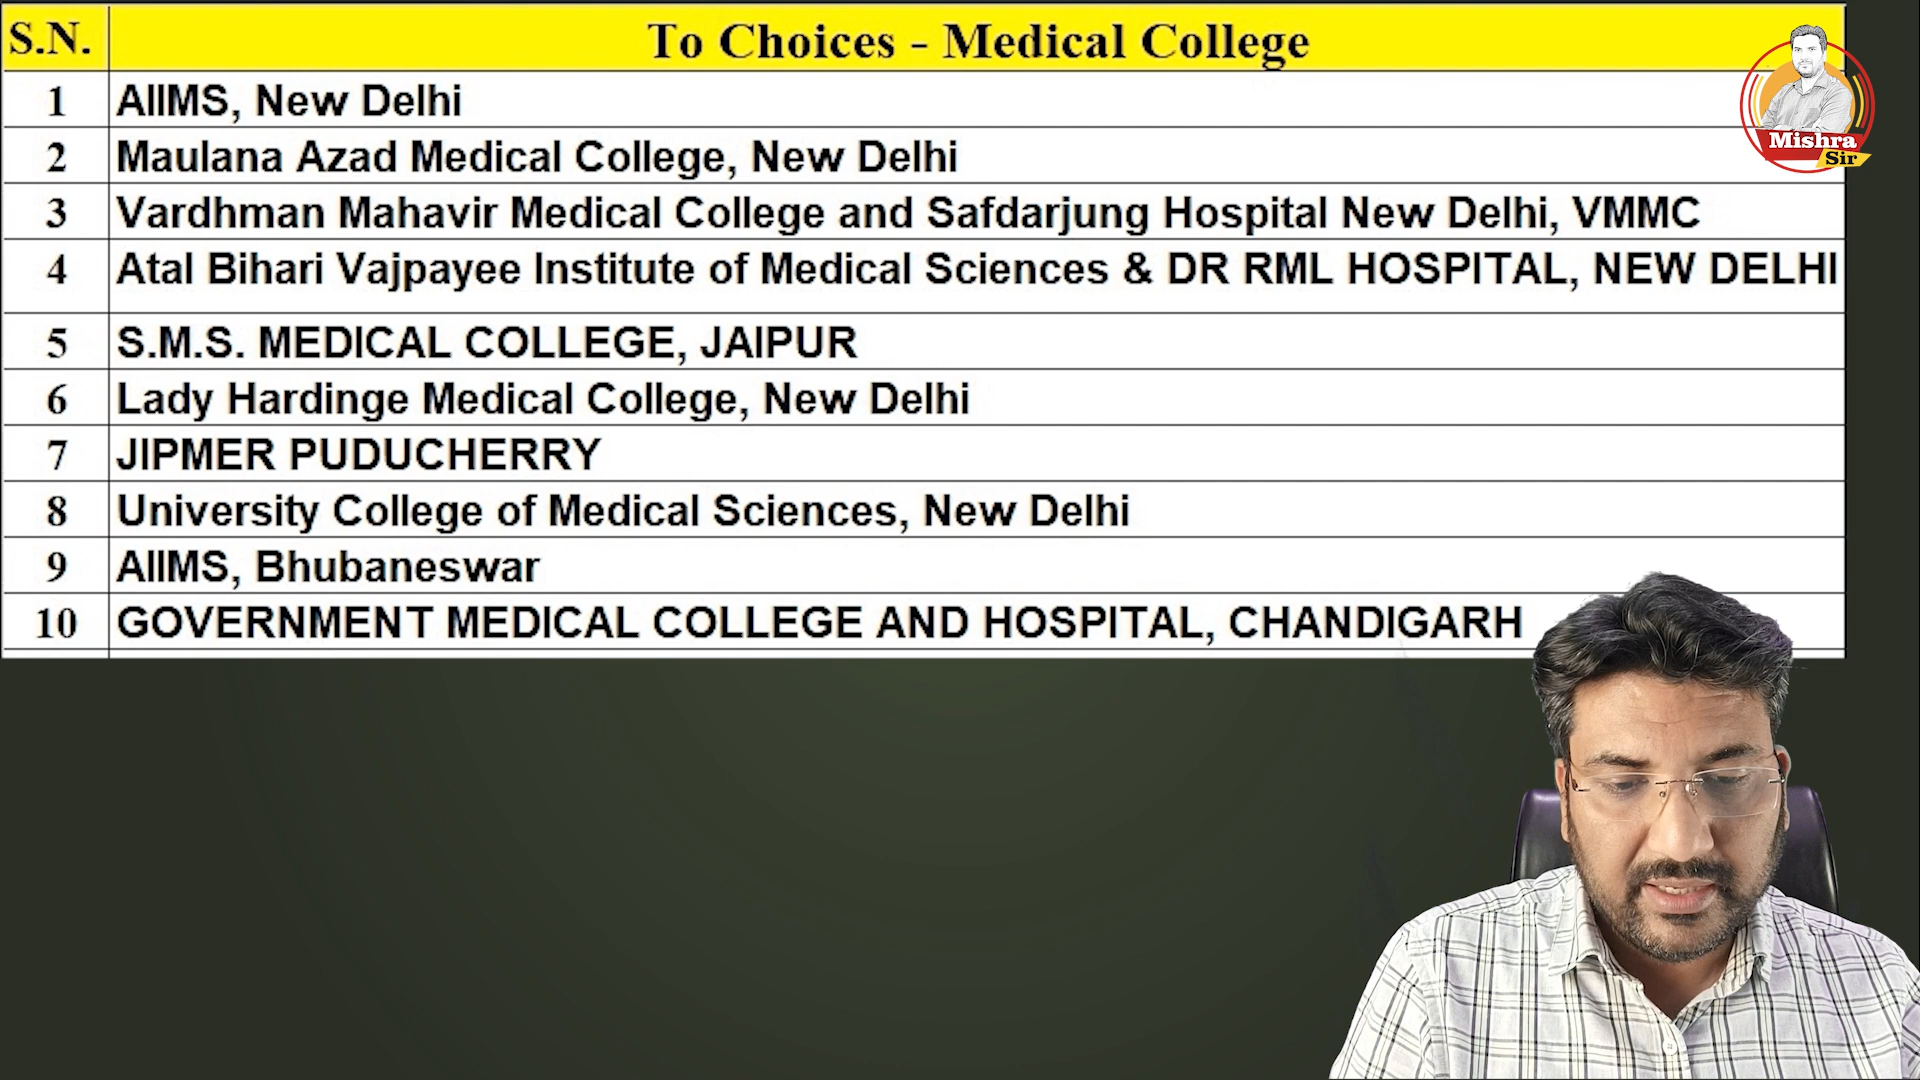 S.N. To Choices - Medical College
1 AIIMS, New Delhi
2 Maulana Azad Medical College, New Delhi
3 Vardhman Mahavir Medical College and Safdarjung Hospital New Delhi, VMMC
4 Atal Bihari Vajpayee Institute of Medical Sciences & DR RML HOSPITAL, NEW DELHI
5 S.M.S. MEDICAL COLLEGE, JAIPUR
6 Lady Hardinge Medical College, New Delhi
7 JIPMER PUDUCHERRY
8 University College of Medical Sciences, New Delhi
9 AIIMS, Bhubaneswar
10 GOVERNMENT MEDICAL COLLEGE AND HOSPITAL, CHANDIGARH
Mishra
Sir